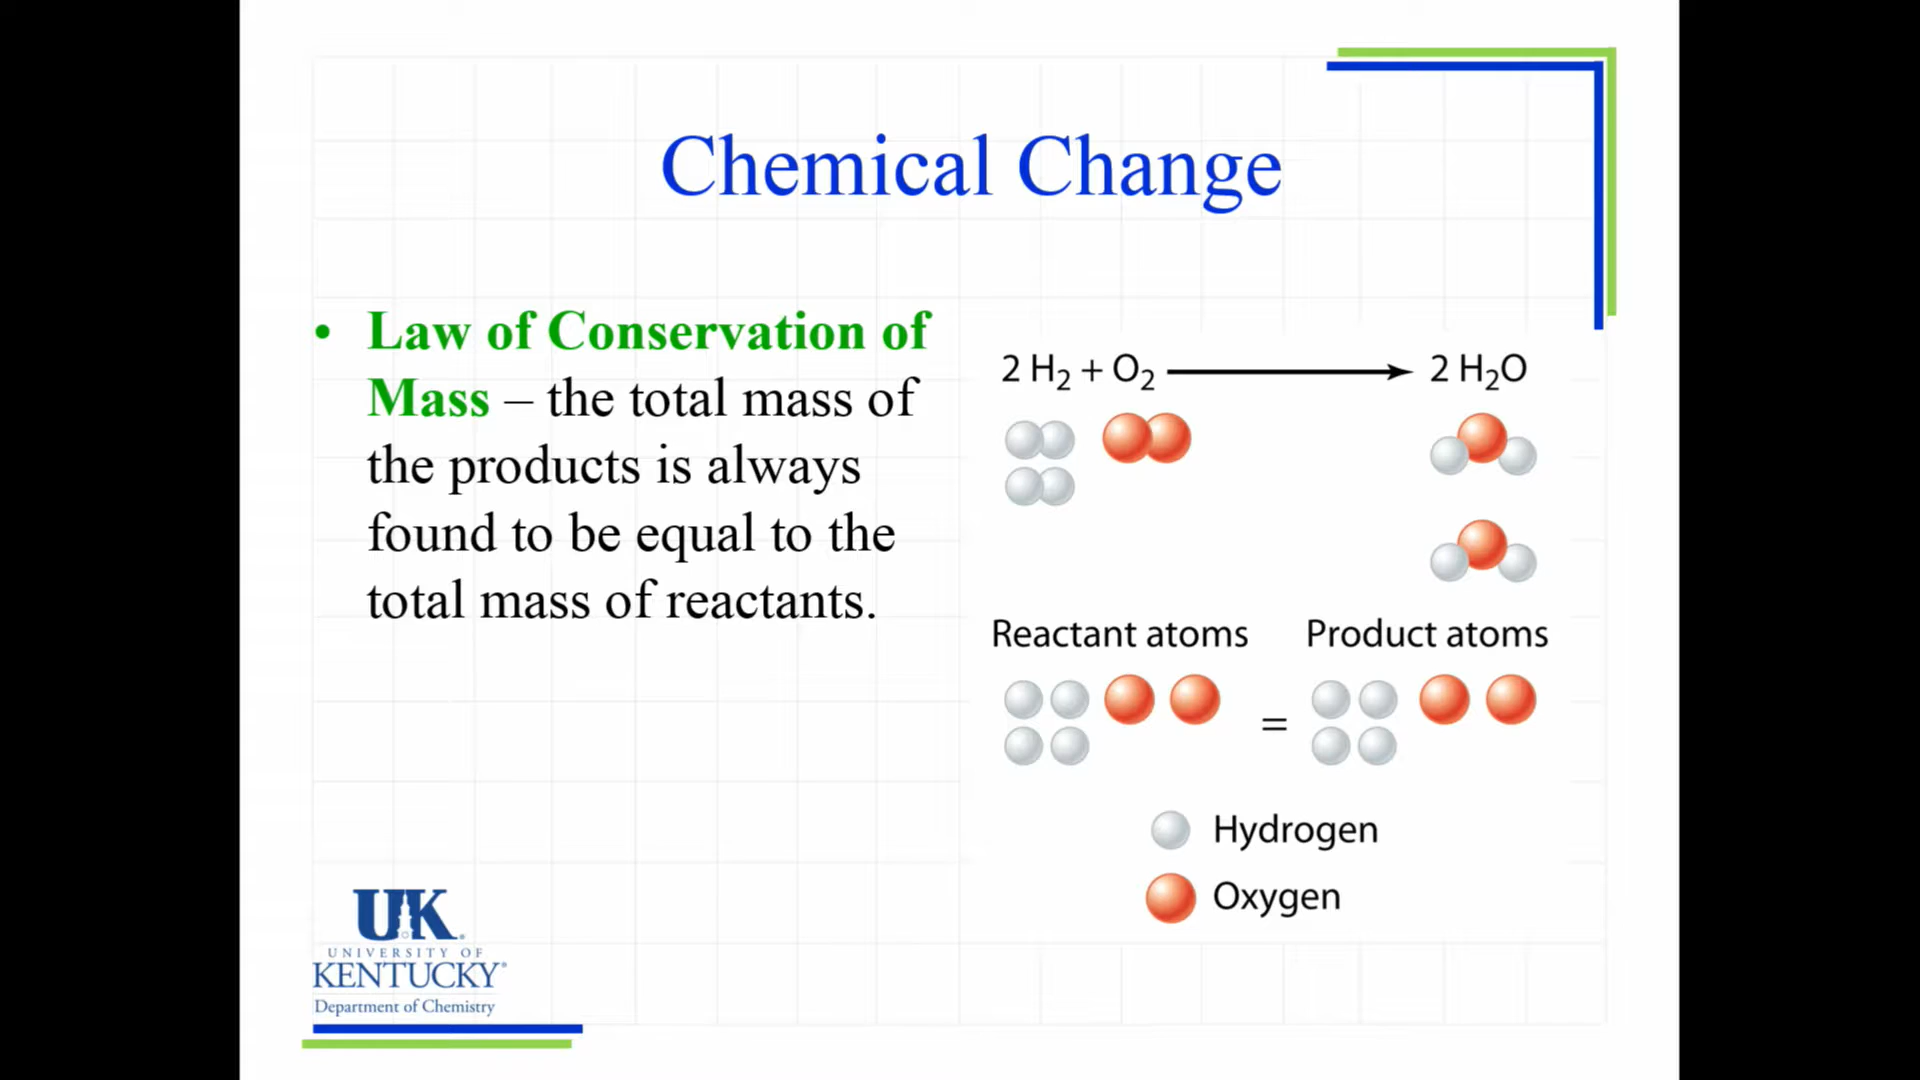 Chemical Change
• Law of Conservation of
Mass – the total mass of
the products is always
found to be equal to the
total mass of reactants.
2 H₂ + O₂ ⟶ 2 H₂O
Reactant atoms
Product atoms
=
Hydrogen
Oxygen
UK
UNIVERSITY OF
KENTUCKY®
Department of Chemistry